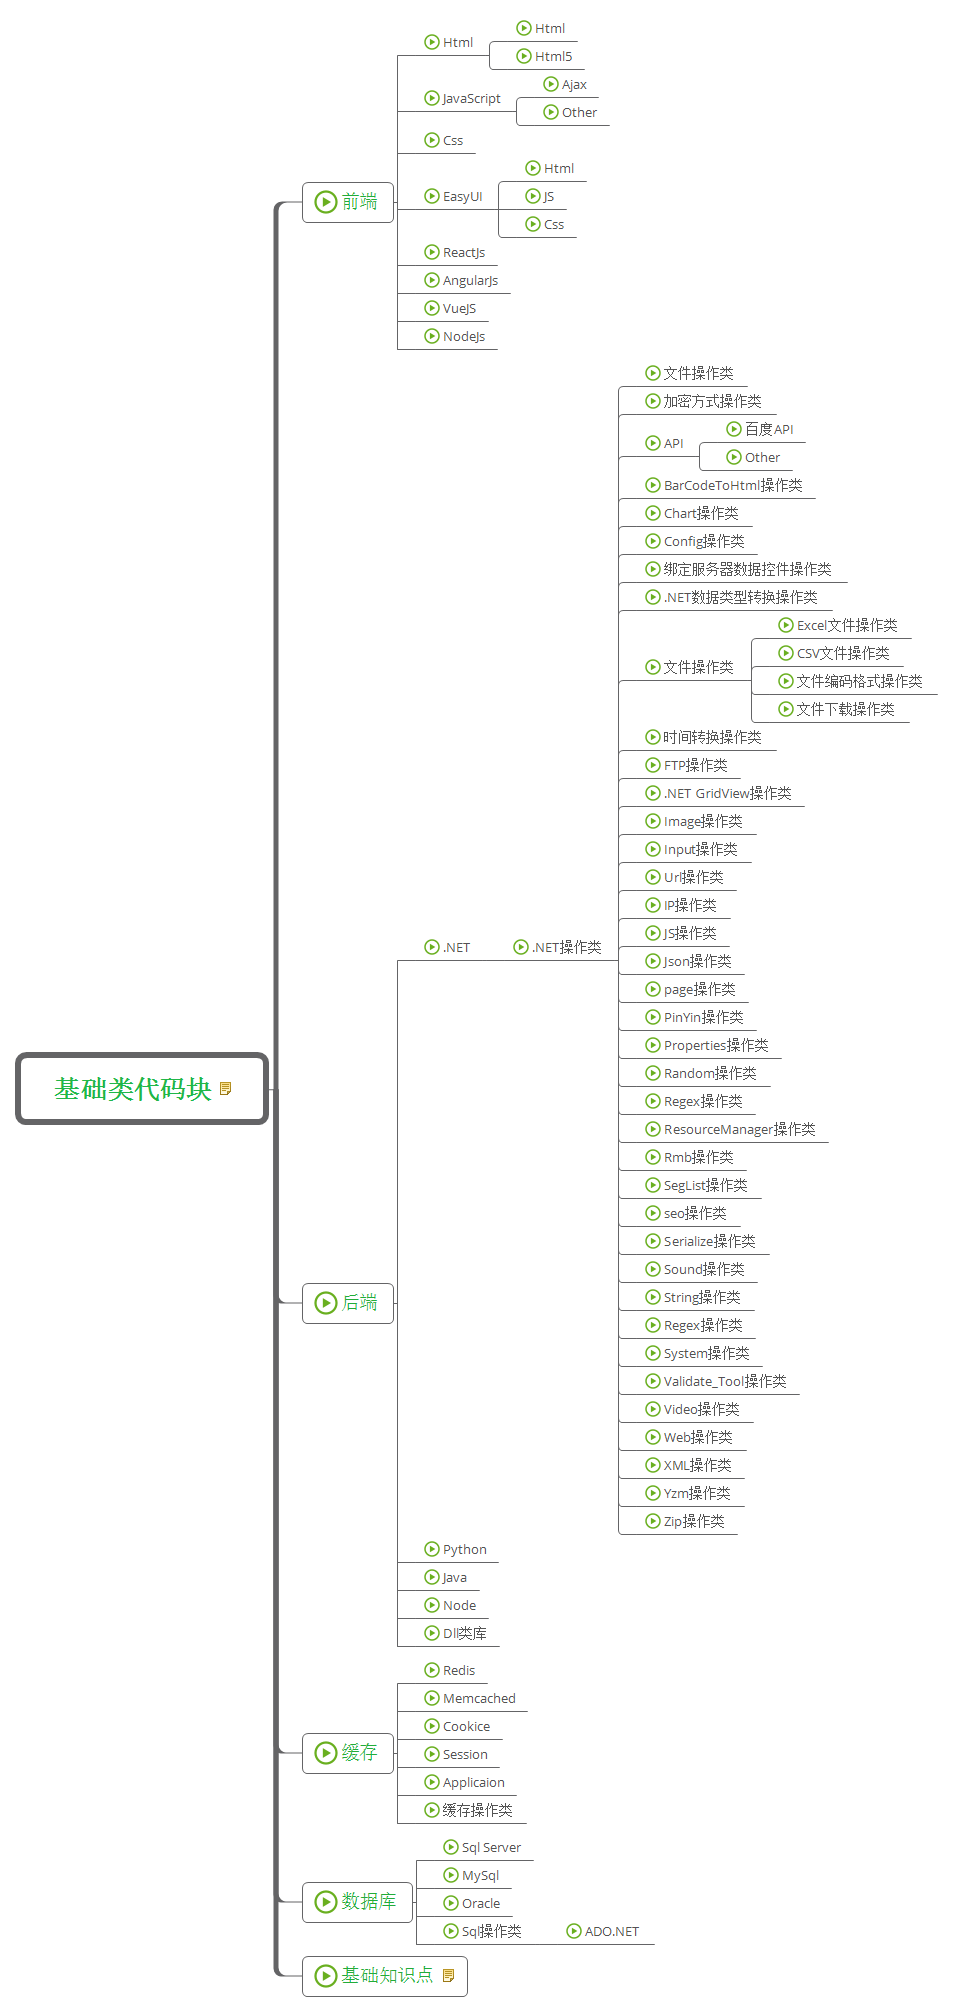 基础类代码块
前端
Html
Html
Html5
JavaScript
Ajax
Other
Css
EasyUI
Html
JS
Css
ReactJs
AngularJs
VueJS
NodeJs
后端
.NET
.NET操作类
文件操作类
加密方式操作类
API
百度API
Other
BarCodeToHtml操作类
Chart操作类
Config操作类
绑定服务器数据控件操作类
.NET数据类型转换操作类
文件操作类
Excel文件操作类
CSV文件操作类
文件编码格式操作类
文件下载操作类
时间转换操作类
FTP操作类
.NET GridView操作类
Image操作类
Input操作类
Url操作类
IP操作类
JS操作类
Json操作类
page操作类
PinYin操作类
Properties操作类
Random操作类
Regex操作类
ResourceManager操作类
Rmb操作类
SegList操作类
seo操作类
Serialize操作类
Sound操作类
String操作类
Regex操作类
System操作类
Validate_Tool操作类
Video操作类
Web操作类
XML操作类
Yzm操作类
Zip操作类
Python
Java
Node
Dll类库
缓存
Redis
Memcached
Cookice
Session
Applicaion
缓存操作类
数据库
Sql Server
MySql
Oracle
Sql操作类
ADO.NET
基础知识点